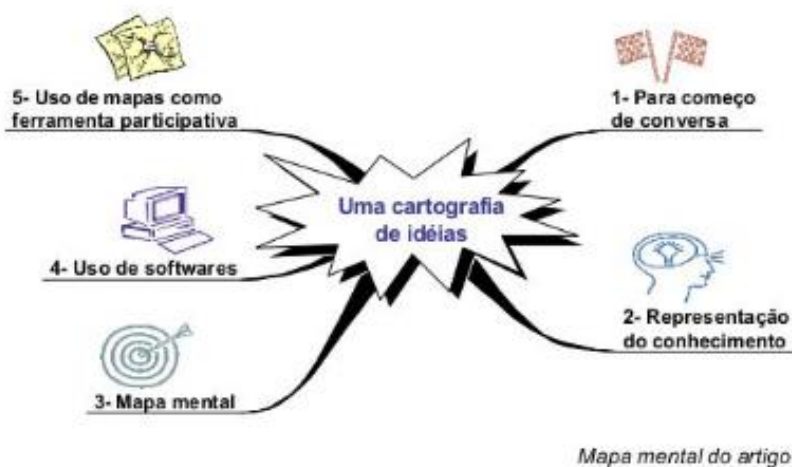 Uma cartografia
de idéias
1- Para começo
de conversa
2- Representação
do conhecimento
3- Mapa mental
4- Uso de softwares
5- Uso de mapas como
ferramenta participativa
Mapa mental do artigo